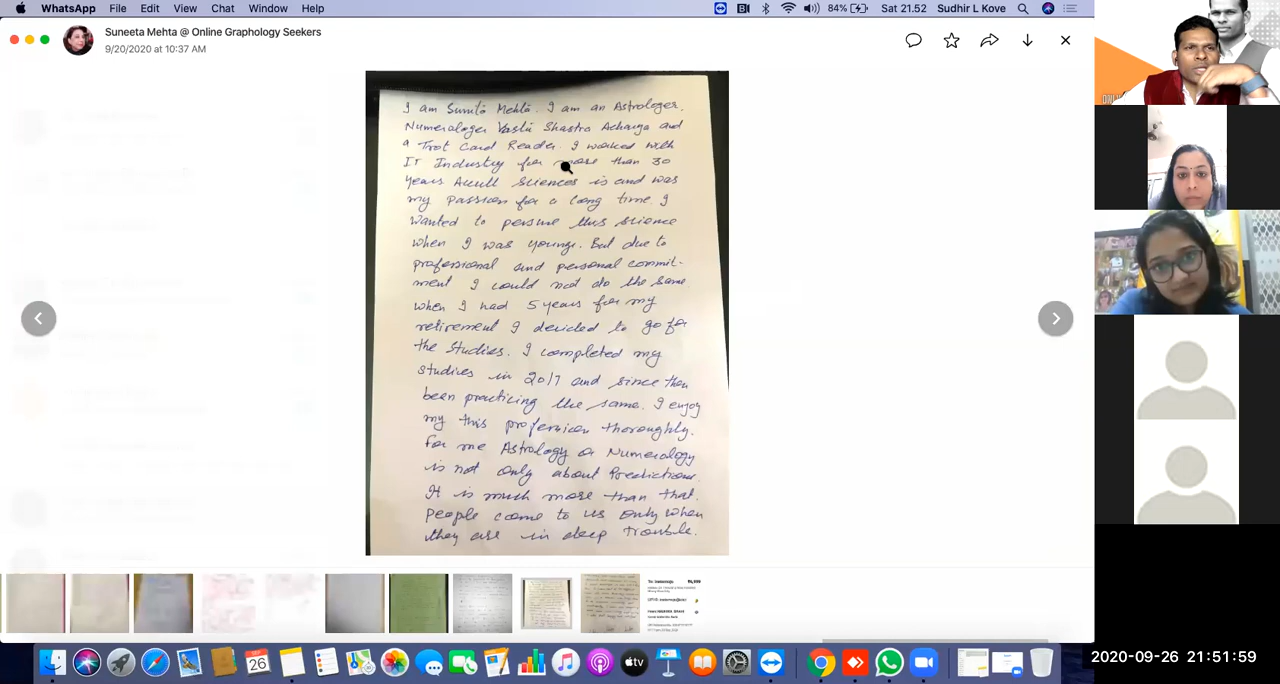 WhatsApp File Edit View Chat Window Help 84% Sat 21.52 Sudhir L Kove
Suneeta Mehta @ Online Graphology Seekers
9/20/2020 at 10:37 AM
I am Sunita Mehta. I am an Astrologer,
Numerologer Vastu Shastra Acharya and
a Trot Card Reader. I worked with
IT Industry for more than 30
years Accult Sciences is and was
my passion for a long time I
wanted to persue this science
when I was younge. But due to
professional and personal commit-
ment I could not do the same.
When I had 5 years for my
retirement I decided to go for
the studies. I completed my
studies in 2017 and since then
been practicing the same. I enjoy
my this profession thoroughly.
For me Astrology or Numerology
is not only about Predictions.
It is much more than that.
People come to us only when
they are in deep trouble.
26
tv
2020-09-26 21:51:59